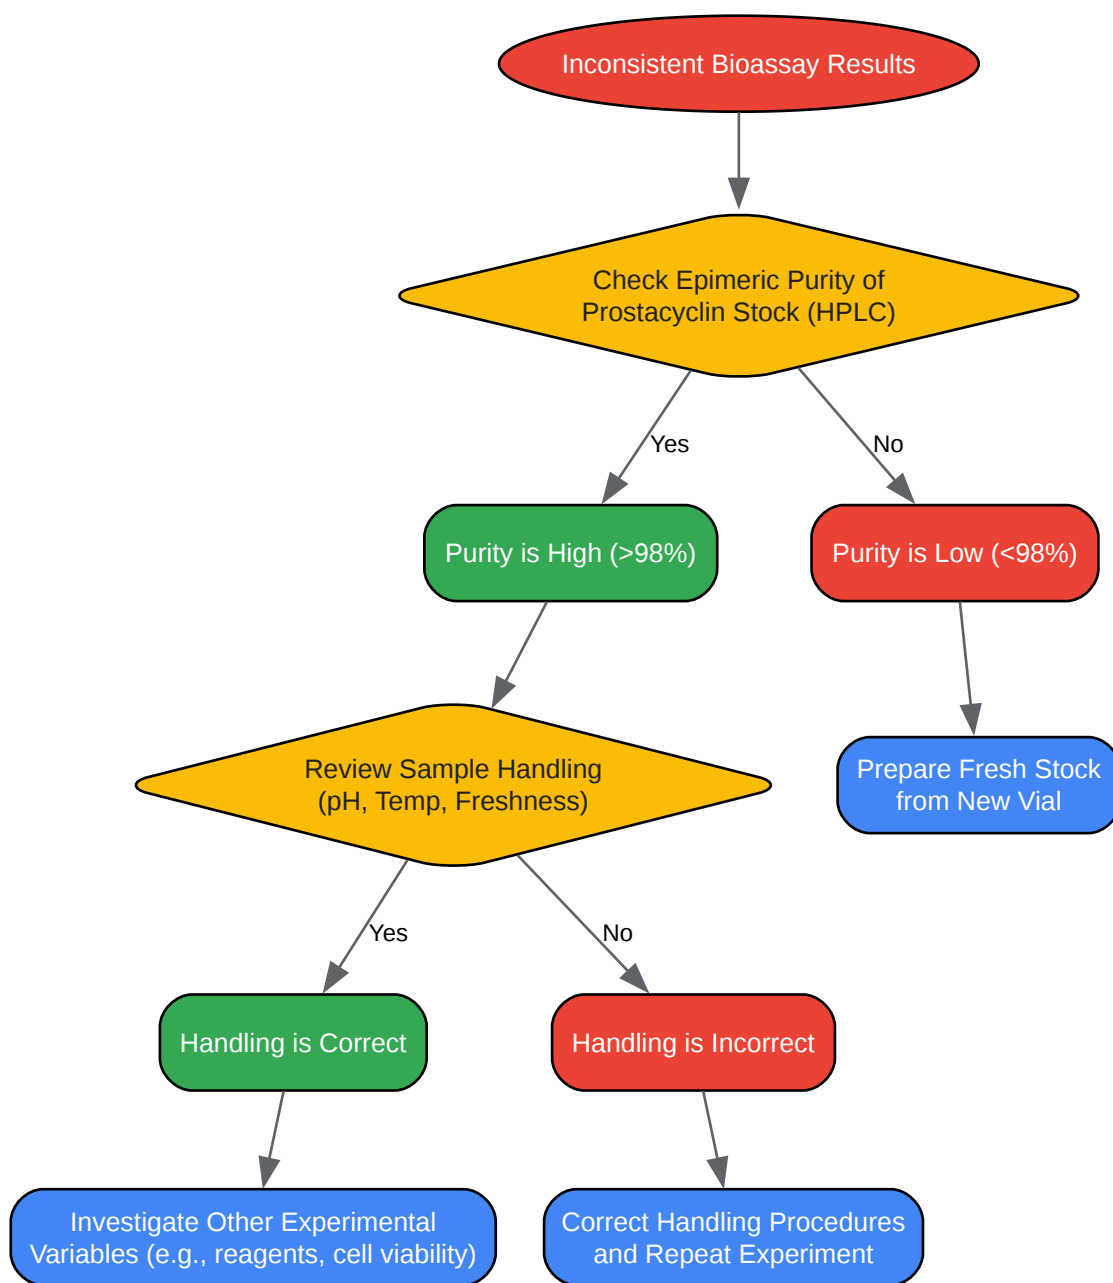 Inconsistent Bioassay Results
Check Epimeric Purity of
Prostacyclin Stock (HPLC)
Yes
No
Purity is High (>98%)
Purity is Low (<98%)
Review Sample Handling
(pH, Temp, Freshness)
Prepare Fresh Stock
from New Vial
Yes
No
Handling is Correct
Handling is Incorrect
Investigate Other Experimental
Variables (e.g., reagents, cell viability)
Correct Handling Procedures
and Repeat Experiment